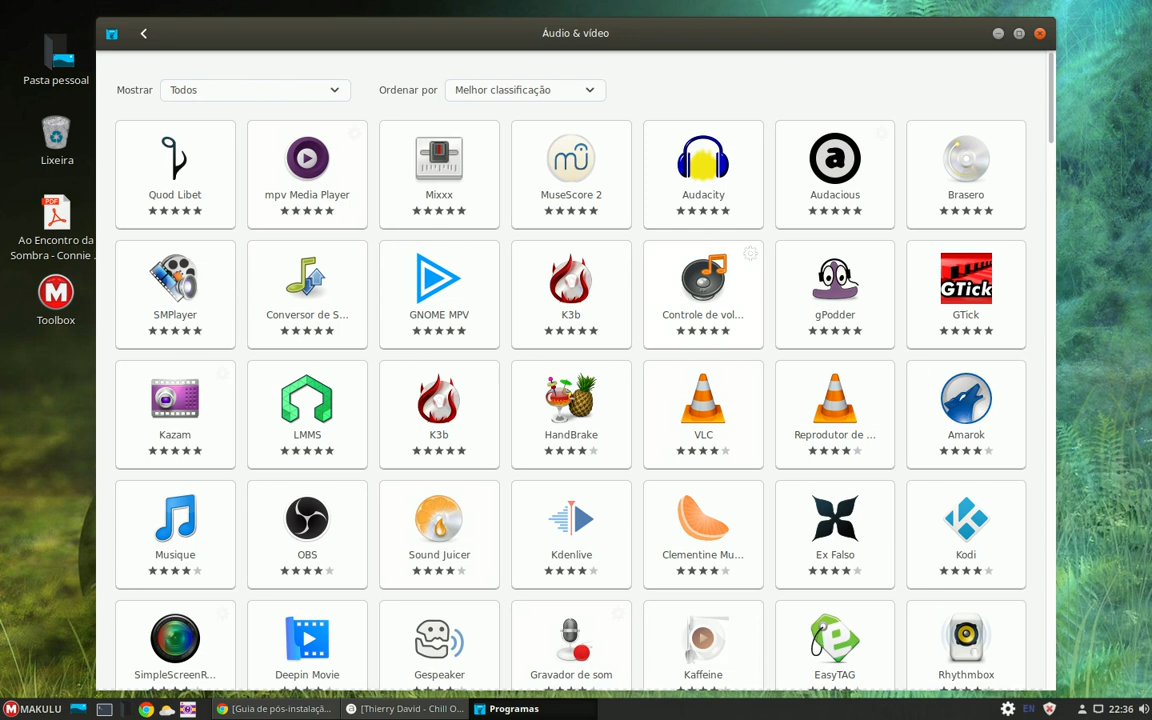 Áudio & vídeo
Pasta pessoal
Lixeira
PDF
Ao Encontro da
Sombra - Connie ...
M
Toolbox
Mostrar Todos Ordenar por Melhor classificação
mu a
Quod Libet mpv Media Player Mixxx MuseScore 2 Audacity Audacious Brasero
GTick
SMPlayer Conversor de S... GNOME MPV K3b Controle de vol... gPodder GTick
Kazam LMMS K3b HandBrake VLC Reprodutor de ... Amarok
Musique OBS Sound Juicer Kdenlive Clementine Mu... Ex Falso Kodi
e
SimpleScreenR... Deepin Movie Gespeaker Gravador de som Kaffeine EasyTAG Rhythmbox
MAKULU [Guia de pós-instalaçã... a [Thierry David - Chill O... Programas EN 22:36